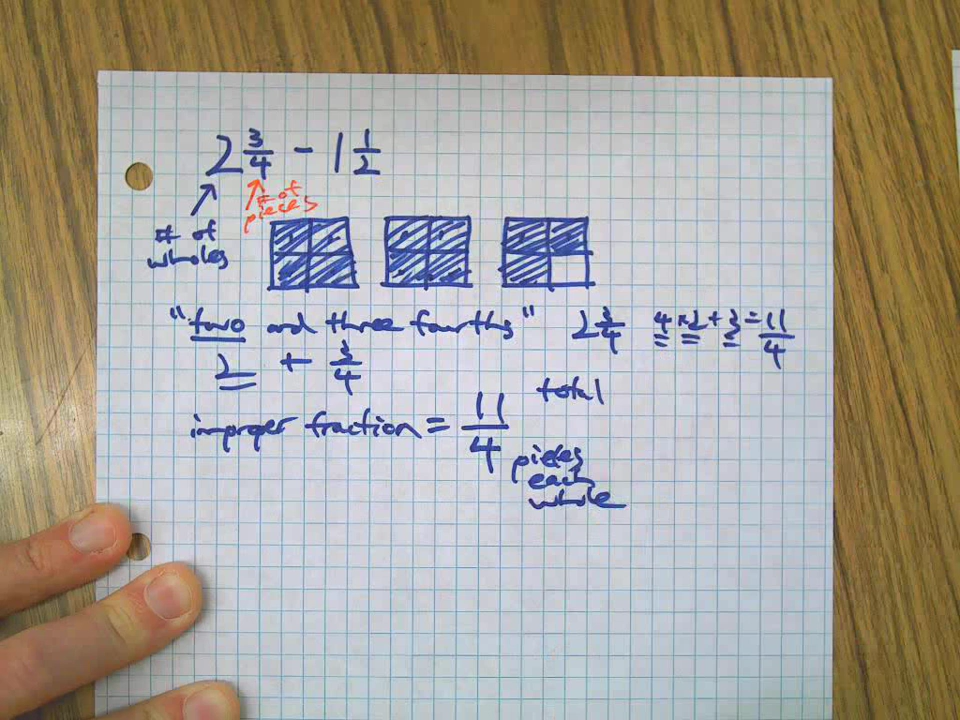 2 3/4 - 1 1/2
# of pieces
# of wholes
"two and three fourths" 2 3/4 4 × 2 + 3 = 11/4
2 + 3/4
improper fraction = 11/4 total
pieces
each
whole